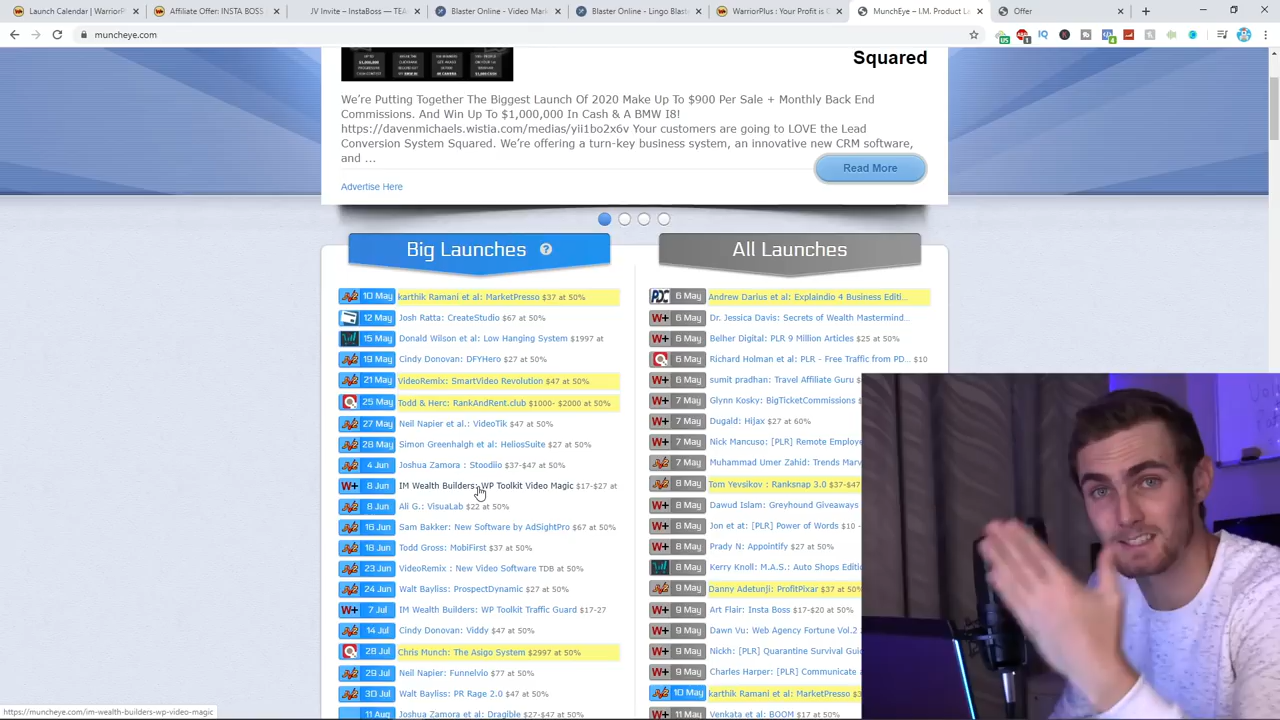 Launch Calendar | WarriorP
Affiliate Offer: INSTA BOSS
JV Invite – InstaBoss — TEA
Blaster Online - Video Mark
Blaster Online - Lingo Blast
WarriorPlus : Your Profit is C
MunchEye – I.M. Product La
Offer
muncheye.com
Squared
We're Putting Together The Biggest Launch Of 2020 Make Up To $900 Per Sale + Monthly Back End
Commissions. And Win Up To $1,000,000 In Cash & A BMW I8!
https://davenmichaels.wistia.com/medias/yii1bo2x6v Your customers are going to LOVE the Lead
Conversion System Squared. We're offering a turn-key business system, an innovative new CRM software,
and ...
Read More
Advertise Here
Big Launches ?
10 May karthik Ramani et al: MarketPresso $37 at 50%
12 May Josh Ratta: CreateStudio $67 at 50%
15 May Donald Wilson et al: Low Hanging System $1997 at
19 May Cindy Donovan: DFYHero $27 at 50%
21 May VideoRemix: SmartVideo Revolution $47 at 50%
25 May Todd & Herc: RankAndRent.club $1000- $2000 at 50%
27 May Neil Napier et al.: VideoTik $47 at 50%
28 May Simon Greenhalgh et al: HeliosSuite $27 at 50%
4 Jun Joshua Zamora : Stoodiio $37-$47 at 50%
W+ 8 Jun IM Wealth Builders: WP Toolkit Video Magic $17-$27 at
8 Jun Ali G.: VisuaLab $22 at 50%
16 Jun Sam Bakker: New Software by AdSightPro $67 at 50%
18 Jun Todd Gross: MobiFirst $37 at 50%
23 Jun VideoRemix : New Video Software TDB at 50%
24 Jun Walt Bayliss: ProspectDynamic $27 at 50%
W+ 7 Jul IM Wealth Builders: WP Toolkit Traffic Guard $17-27
14 Jul Cindy Donovan: Viddy $47 at 50%
28 Jul Chris Munch: The Asigo System $2997 at 50%
29 Jul Neil Napier: Funnelvio $77 at 50%
30 Jul Walt Bayliss: PR Rage 2.0 $47 at 50%
11 Aug Joshua Zamora et al: Dragible $27-$47 at 50%
All Launches
6 May Andrew Darius et al: Explaindio 4 Business Editi...
W+ 6 May Dr. Jessica Davis: Secrets of Wealth Mastermind...
W+ 6 May Belher Digital: PLR 9 MIllion Articles $25 at 50%
6 May Richard Holman et al: PLR - Free Traffic from PD... $10
W+ 6 May sumit pradhan: Travel Affiliate Guru $
W+ 7 May Glynn Kosky: BigTicketCommissions $
W+ 7 May Dugald: Hijax $27 at 60%
W+ 7 May Nick Mancuso: [PLR] Remote Employe
7 May Muhammad Umer Zahid: Trends Marv
8 May Tom Yevsikov : Ranksnap 3.0 $37-$47
W+ 8 May Dawud Islam: Greyhound Giveaways
W+ 8 May Jon et at: [PLR] Power of Words $10 -
W+ 8 May Prady N: Appointify $27 at 50%
8 May Kerry Knoll: M.A.S.: Auto Shops Editi
9 May Danny Adetunji: ProfitPixar $37 at 50%
W+ 9 May Art Flair: Insta Boss $17-$20 at 50%
W+ 9 May Dawn Vu: Web Agency Fortune Vol.2
W+ 9 May Nickh: [PLR] Quarantine Survival Guid
W+ 9 May Charles Harper: [PLR] Communicate
10 May karthik Ramani et al: MarketPresso $3
W+ 11 May Venkata et al: BOOM $17 at 50%
https://muncheye.com/im-wealth-builders-wp-video-magic